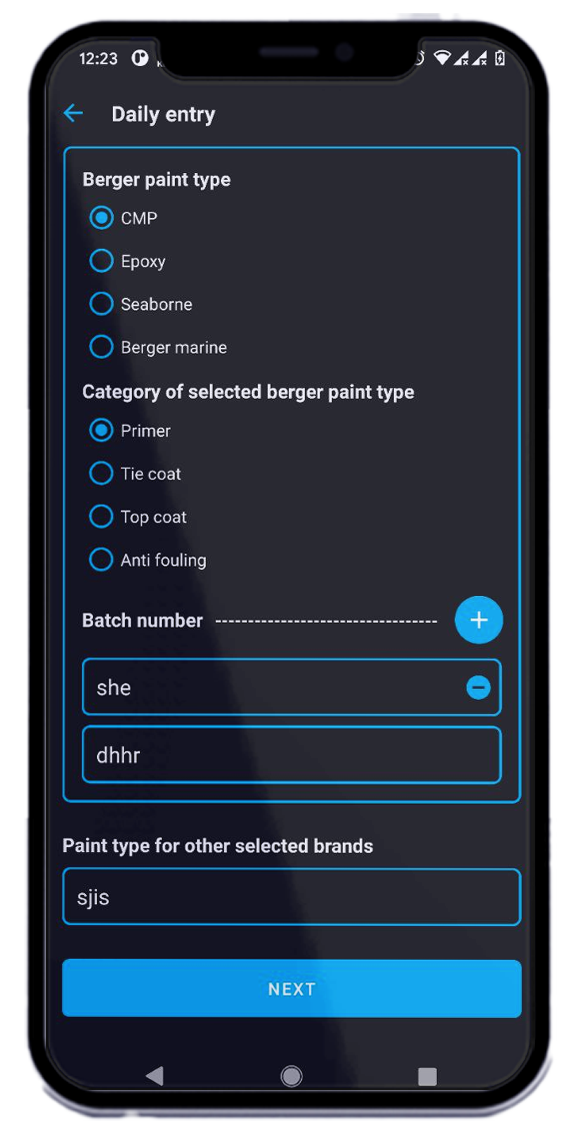 12:23
Daily entry
Berger paint type
CMP
Epoxy
Seaborne
Berger marine
Category of selected berger paint type
Primer
Tie coat
Top coat
Anti fouling
Batch number ----------------------------------
she
dhhr
Paint type for other selected brands
sjis
NEXT